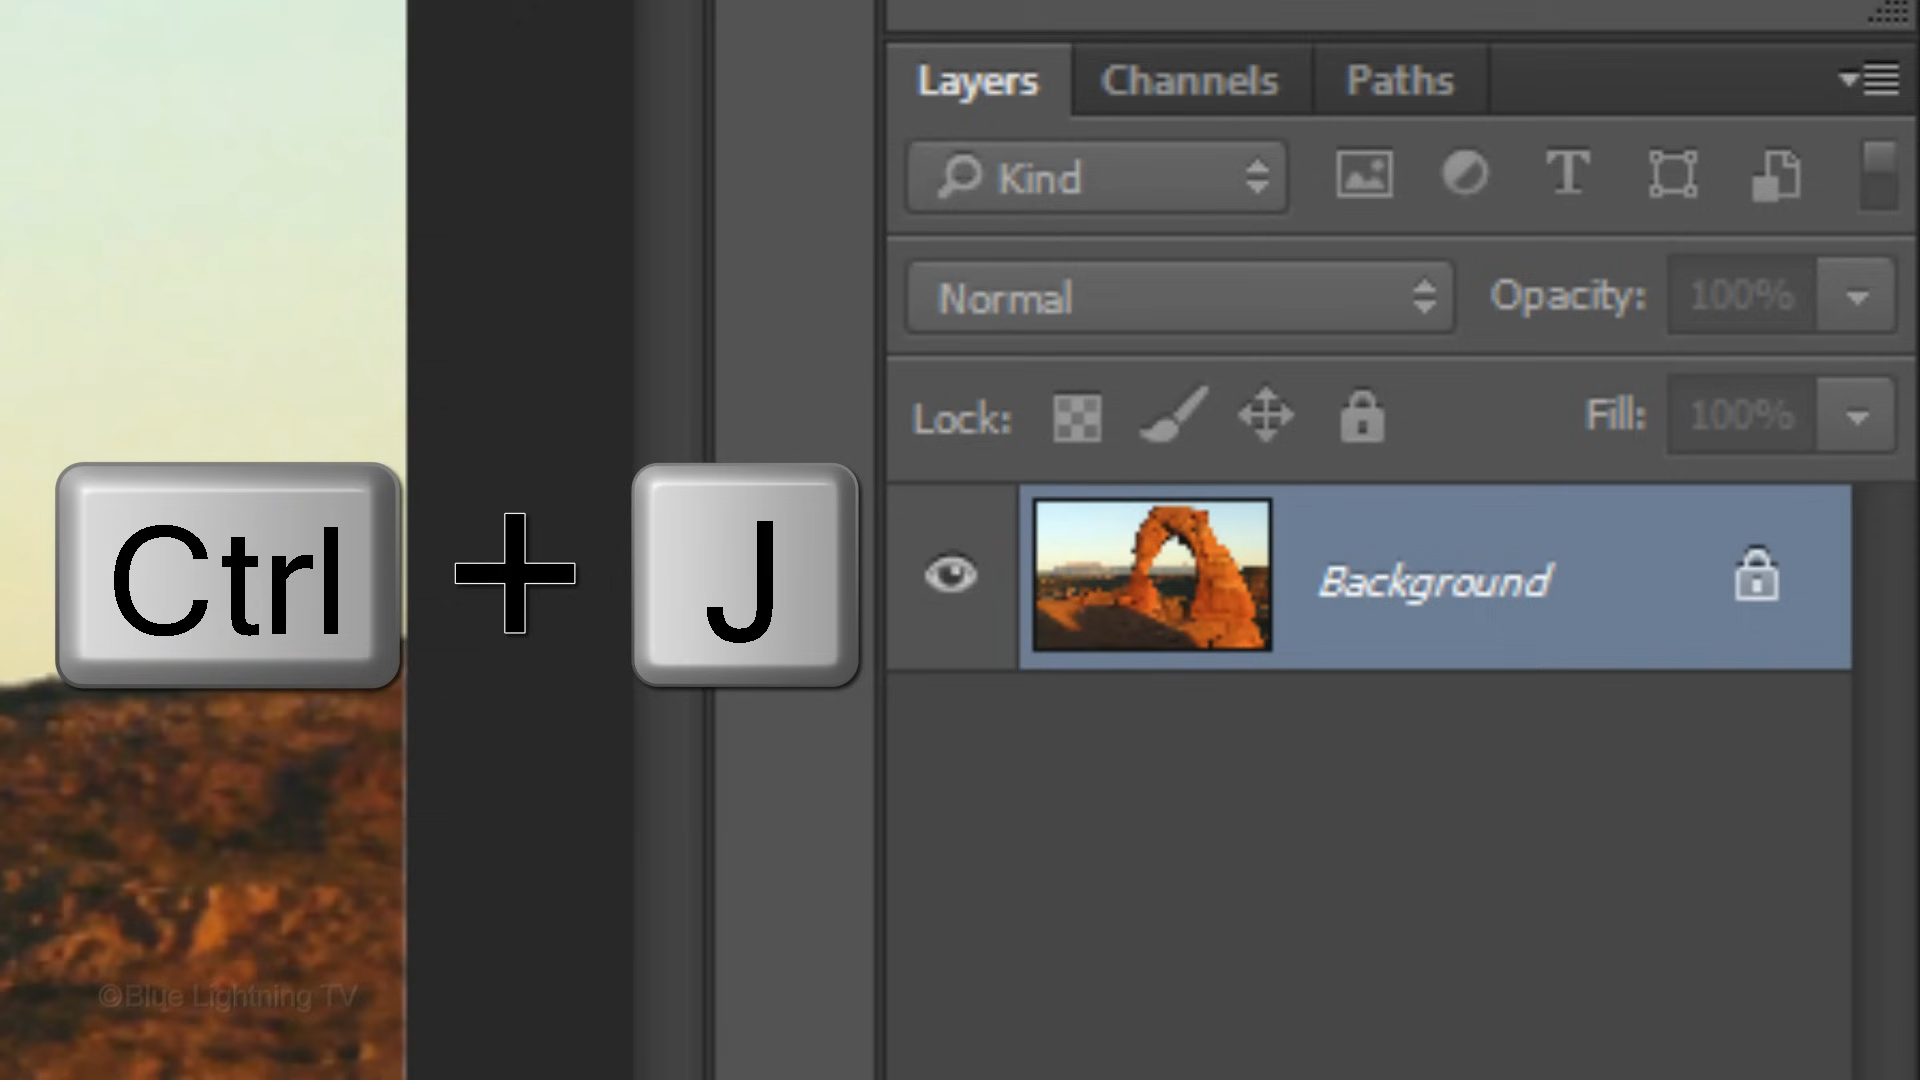 Layers Channels Paths
Kind T
Normal Opacity: 100%
Lock: Fill: 100%
Ctrl + J
Background
©Blue Lightning TV